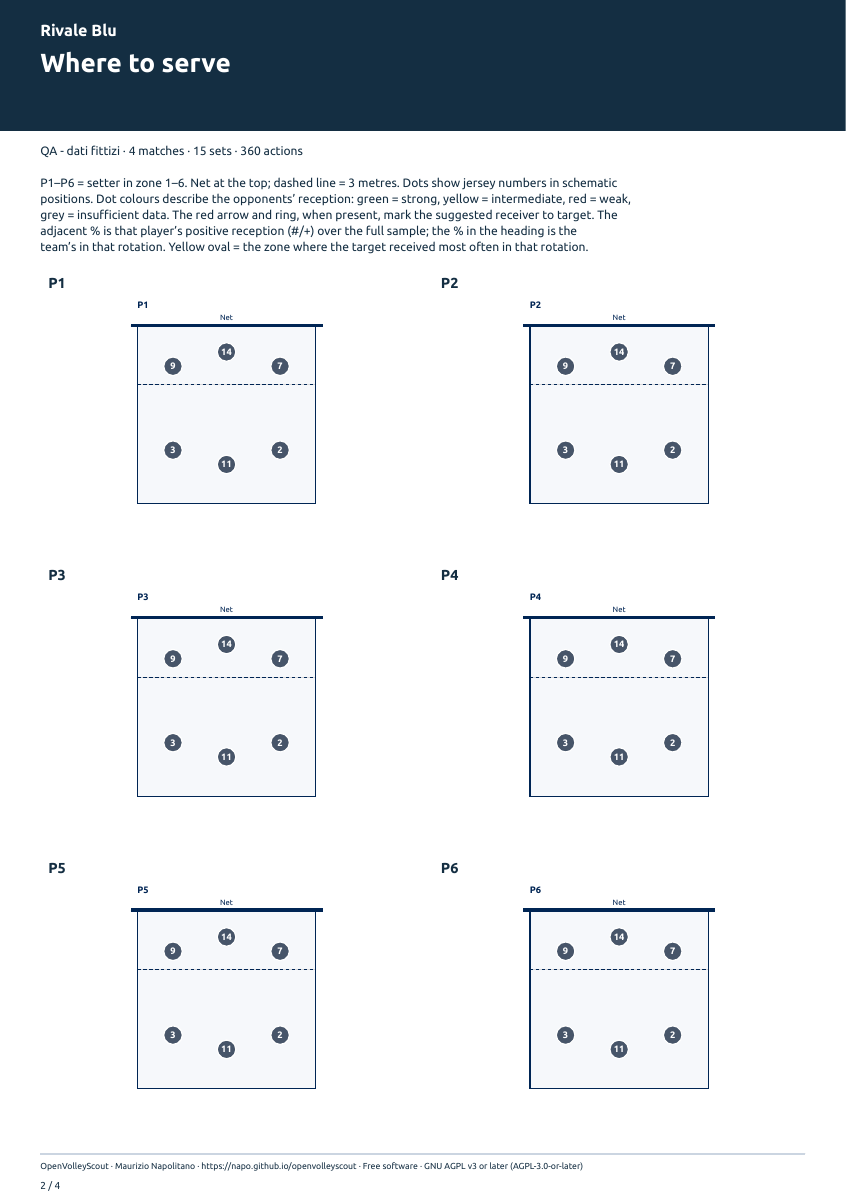 Rivale Blu
Where to serve
QA - dati fittizi · 4 matches · 15 sets · 360 actions
P1–P6 = setter in zone 1–6. Net at the top; dashed line = 3 metres. Dots show jersey numbers in schematic
positions. Dot colours describe the opponents’ reception: green = strong, yellow = intermediate, red = weak,
grey = insufficient data. The red arrow and ring, when present, mark the suggested receiver to target. The
adjacent % is that player’s positive reception (#/+) over the full sample; the % in the heading is the
team’s in that rotation. Yellow oval = the zone where the target received most often in that rotation.
P1
P1
Net
14
9 7
3 2
11
P2
P2
Net
14
9 7
3 2
11
P3
P3
Net
14
9 7
3 2
11
P4
P4
Net
14
9 7
3 2
11
P5
P5
Net
14
9 7
3 2
11
P6
P6
Net
14
9 7
3 2
11
OpenVolleyScout · Maurizio Napolitano · https://napo.github.io/openvolleyscout · Free software · GNU AGPL v3 or later (AGPL-3.0-or-later)
2 / 4